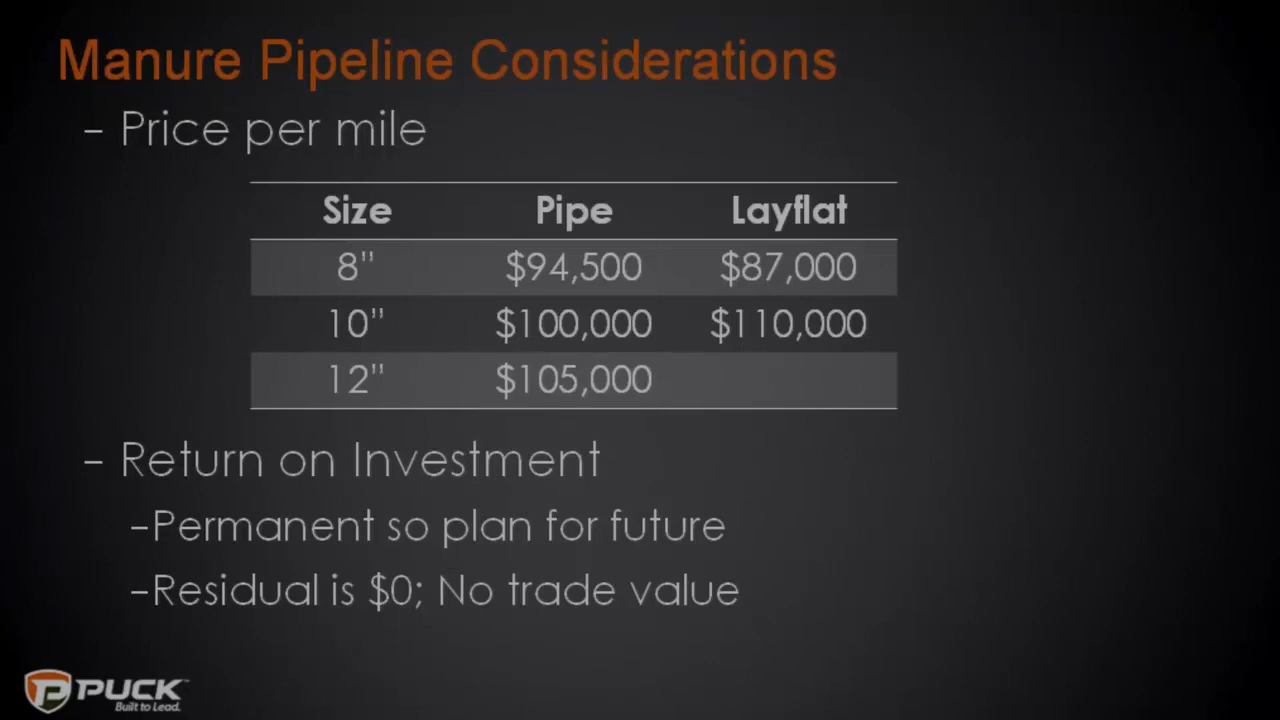 Manure Pipeline Considerations
– Price per mile
Size Pipe Layflat
8" $94,500 $87,000
10" $100,000 $110,000
12" $105,000
– Return on Investment
–Permanent so plan for future
–Residual is $0; No trade value
PUCK™
Built to Lead.